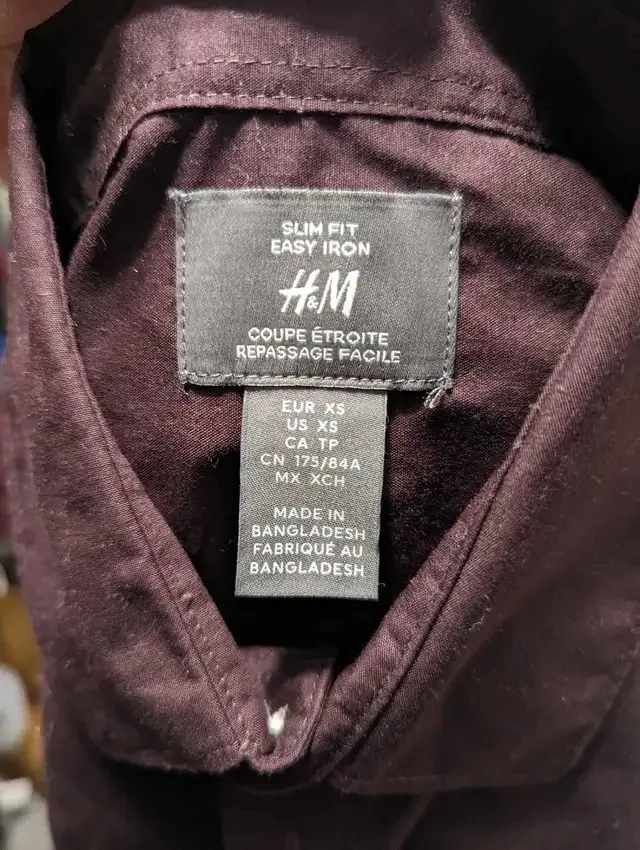 SLIM FIT
EASY IRON
H&M
COUPE ÉTROITE
REPASSAGE FACILE
EUR XS
US XS
CA TP
CN 175/84A
MX XCH
MADE IN
BANGLADESH
FABRIQUÉ AU
BANGLADESH